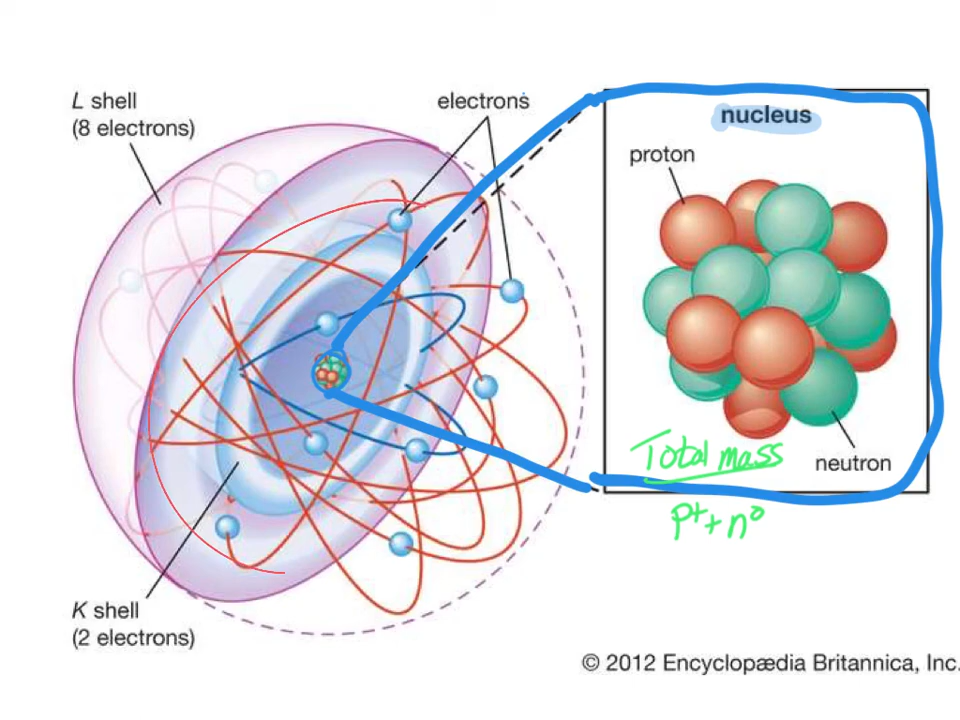 L shell
(8 electrons)
electrons
nucleus
proton
neutron
Total mass
p⁺ + n⁰
K shell
(2 electrons)
© 2012 Encyclopædia Britannica, Inc.